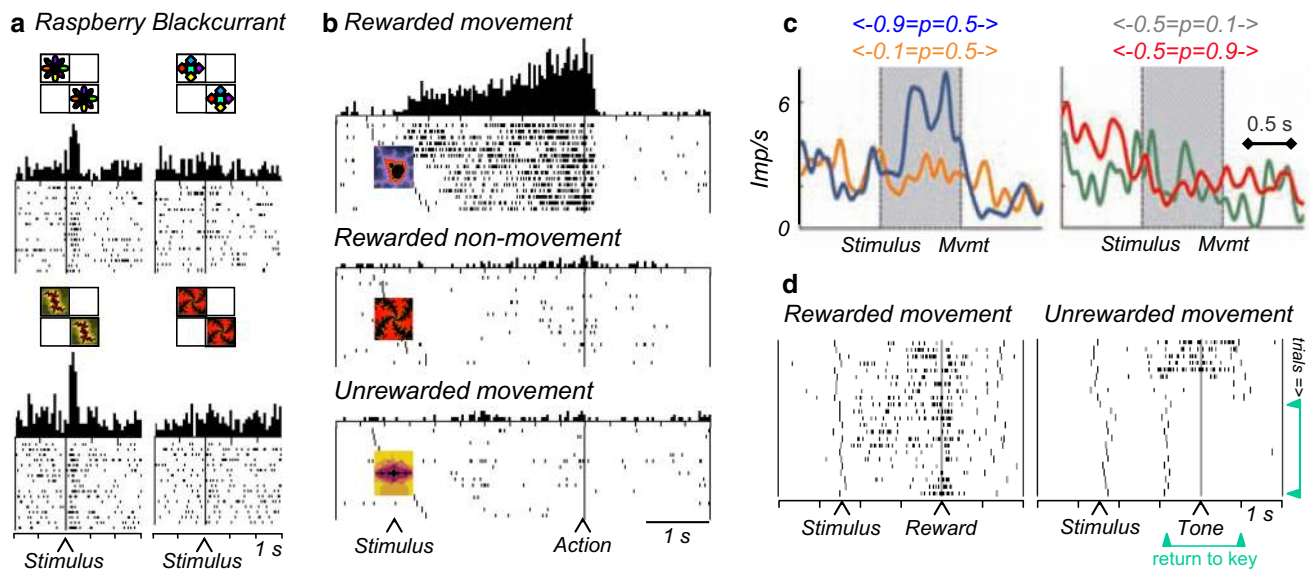 a Raspberry Blackcurrant
Stimulus
Stimulus
1 s
b Rewarded movement
Rewarded non-movement
Unrewarded movement
Stimulus
Action
1 s
c <-0.9=p=0.5->
<-0.1=p=0.5->
<-0.5=p=0.1->
<-0.5=p=0.9->
6
0
Imp/s
0.5 s
Stimulus Mvmt
Stimulus Mvmt
d Rewarded movement
Unrewarded movement
trials =>
Stimulus Reward
Stimulus Tone
1 s
return to key